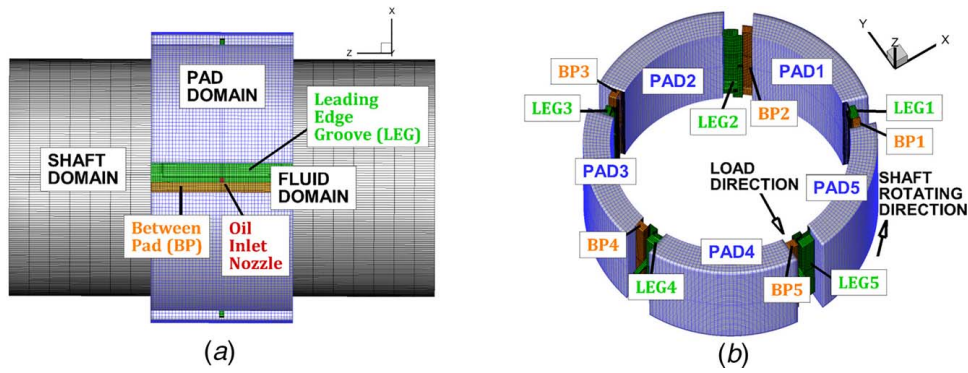 X
Z
Y
PAD
DOMAIN
Leading
Edge
Groove (LEG)
SHAFT
DOMAIN
FLUID
DOMAIN
Between
Pad (BP)
Oil
Inlet
Nozzle
(a)
Y
X
Z
BP3
PAD2
PAD1
LEG3
LEG2
BP2
LEG1
BP1
PAD3
LOAD
DIRECTION
PAD5
SHAFT
ROTATING
DIRECTION
BP4
PAD4
LEG4
BP5
LEG5
(b)